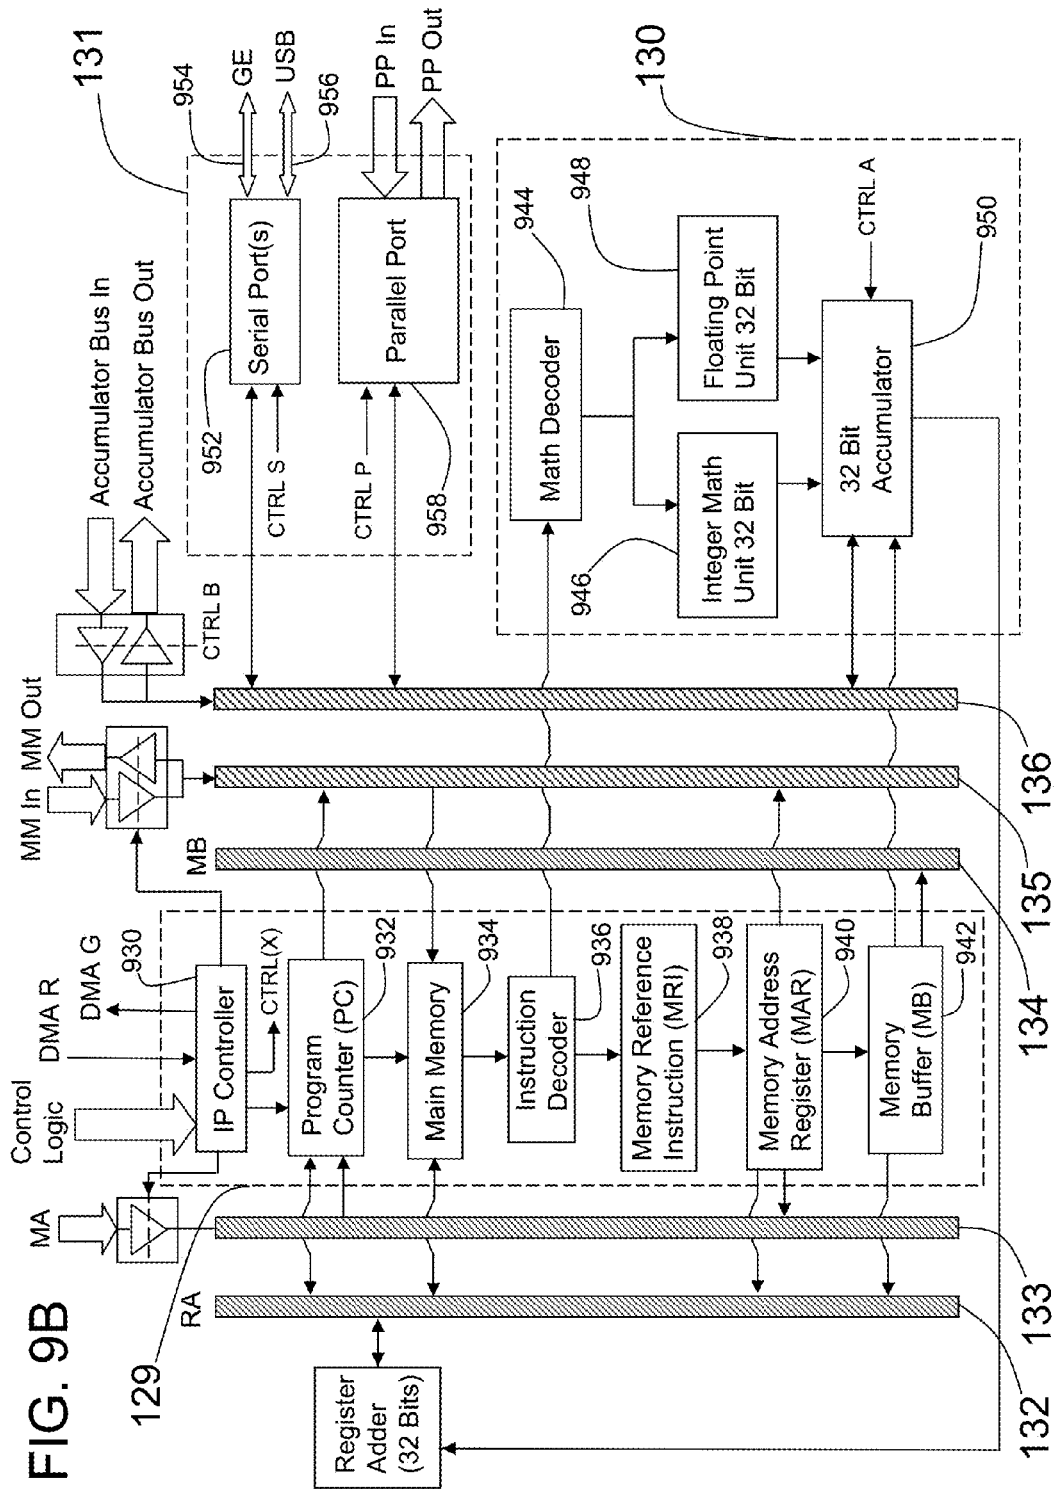 FIG. 9B
MA
Control
Logic
DMA R
DMA G
MM In
MM Out
Accumulator Bus In
Accumulator Bus Out
CTRL B
131
954
GE
USB
956
952
Serial Port(s)
CTRL S
PP In
PP Out
Parallel Port
CTRL P
958
129
RA
MB
930
IP Controller
CTRL(X)
Program
Counter (PC)
932
Main Memory
934
Instruction
Decoder
936
Memory Reference
Instruction (MRI)
938
Memory Address
Register (MAR)
940
Memory
Buffer (MB)
942
Register
Adder
(32 Bits)
130
Math Decoder
944
Integer Math
Unit 32 Bit
946
Floating Point
Unit 32 Bit
948
32 Bit
Accumulator
CTRL A
950
132
133
134
135
136